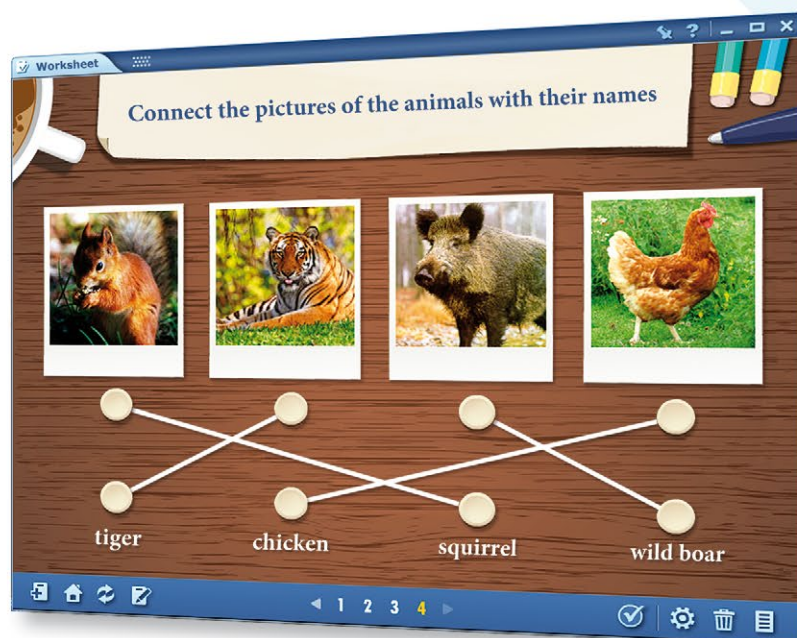 Worksheet
Connect the pictures of the animals with their names
tiger
chicken
squirrel
wild boar
1 2 3 4